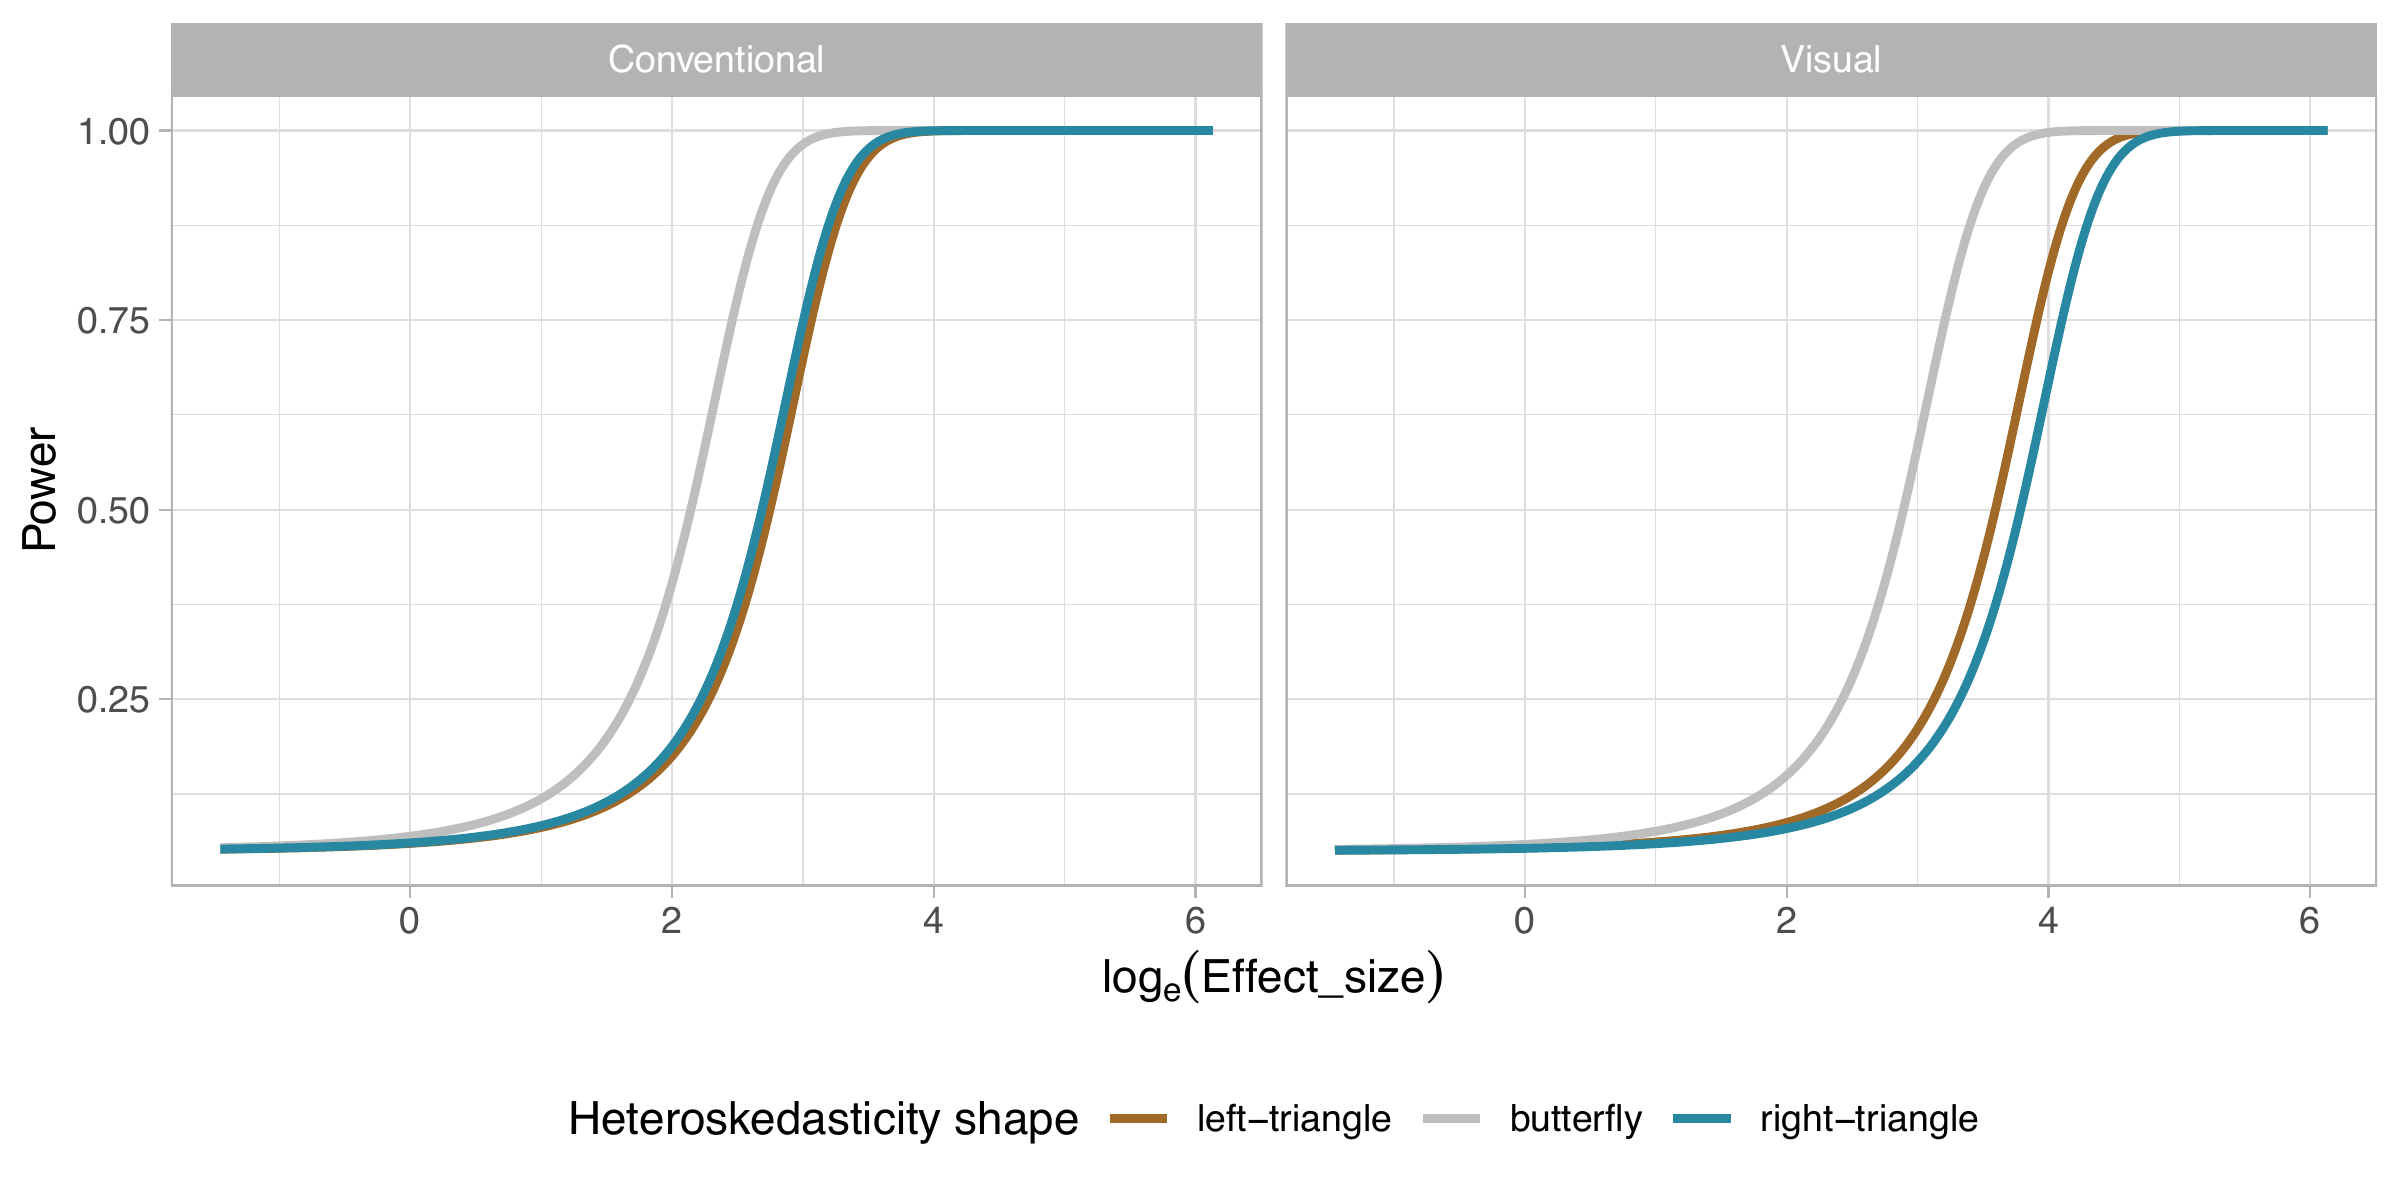 Conventional
Visual
Power
1.00
0.75
0.50
0.25
0 2 4 6
0 2 4 6
logₑ(Effect_size)
Heteroskedasticity shape left−triangle butterfly right−triangle